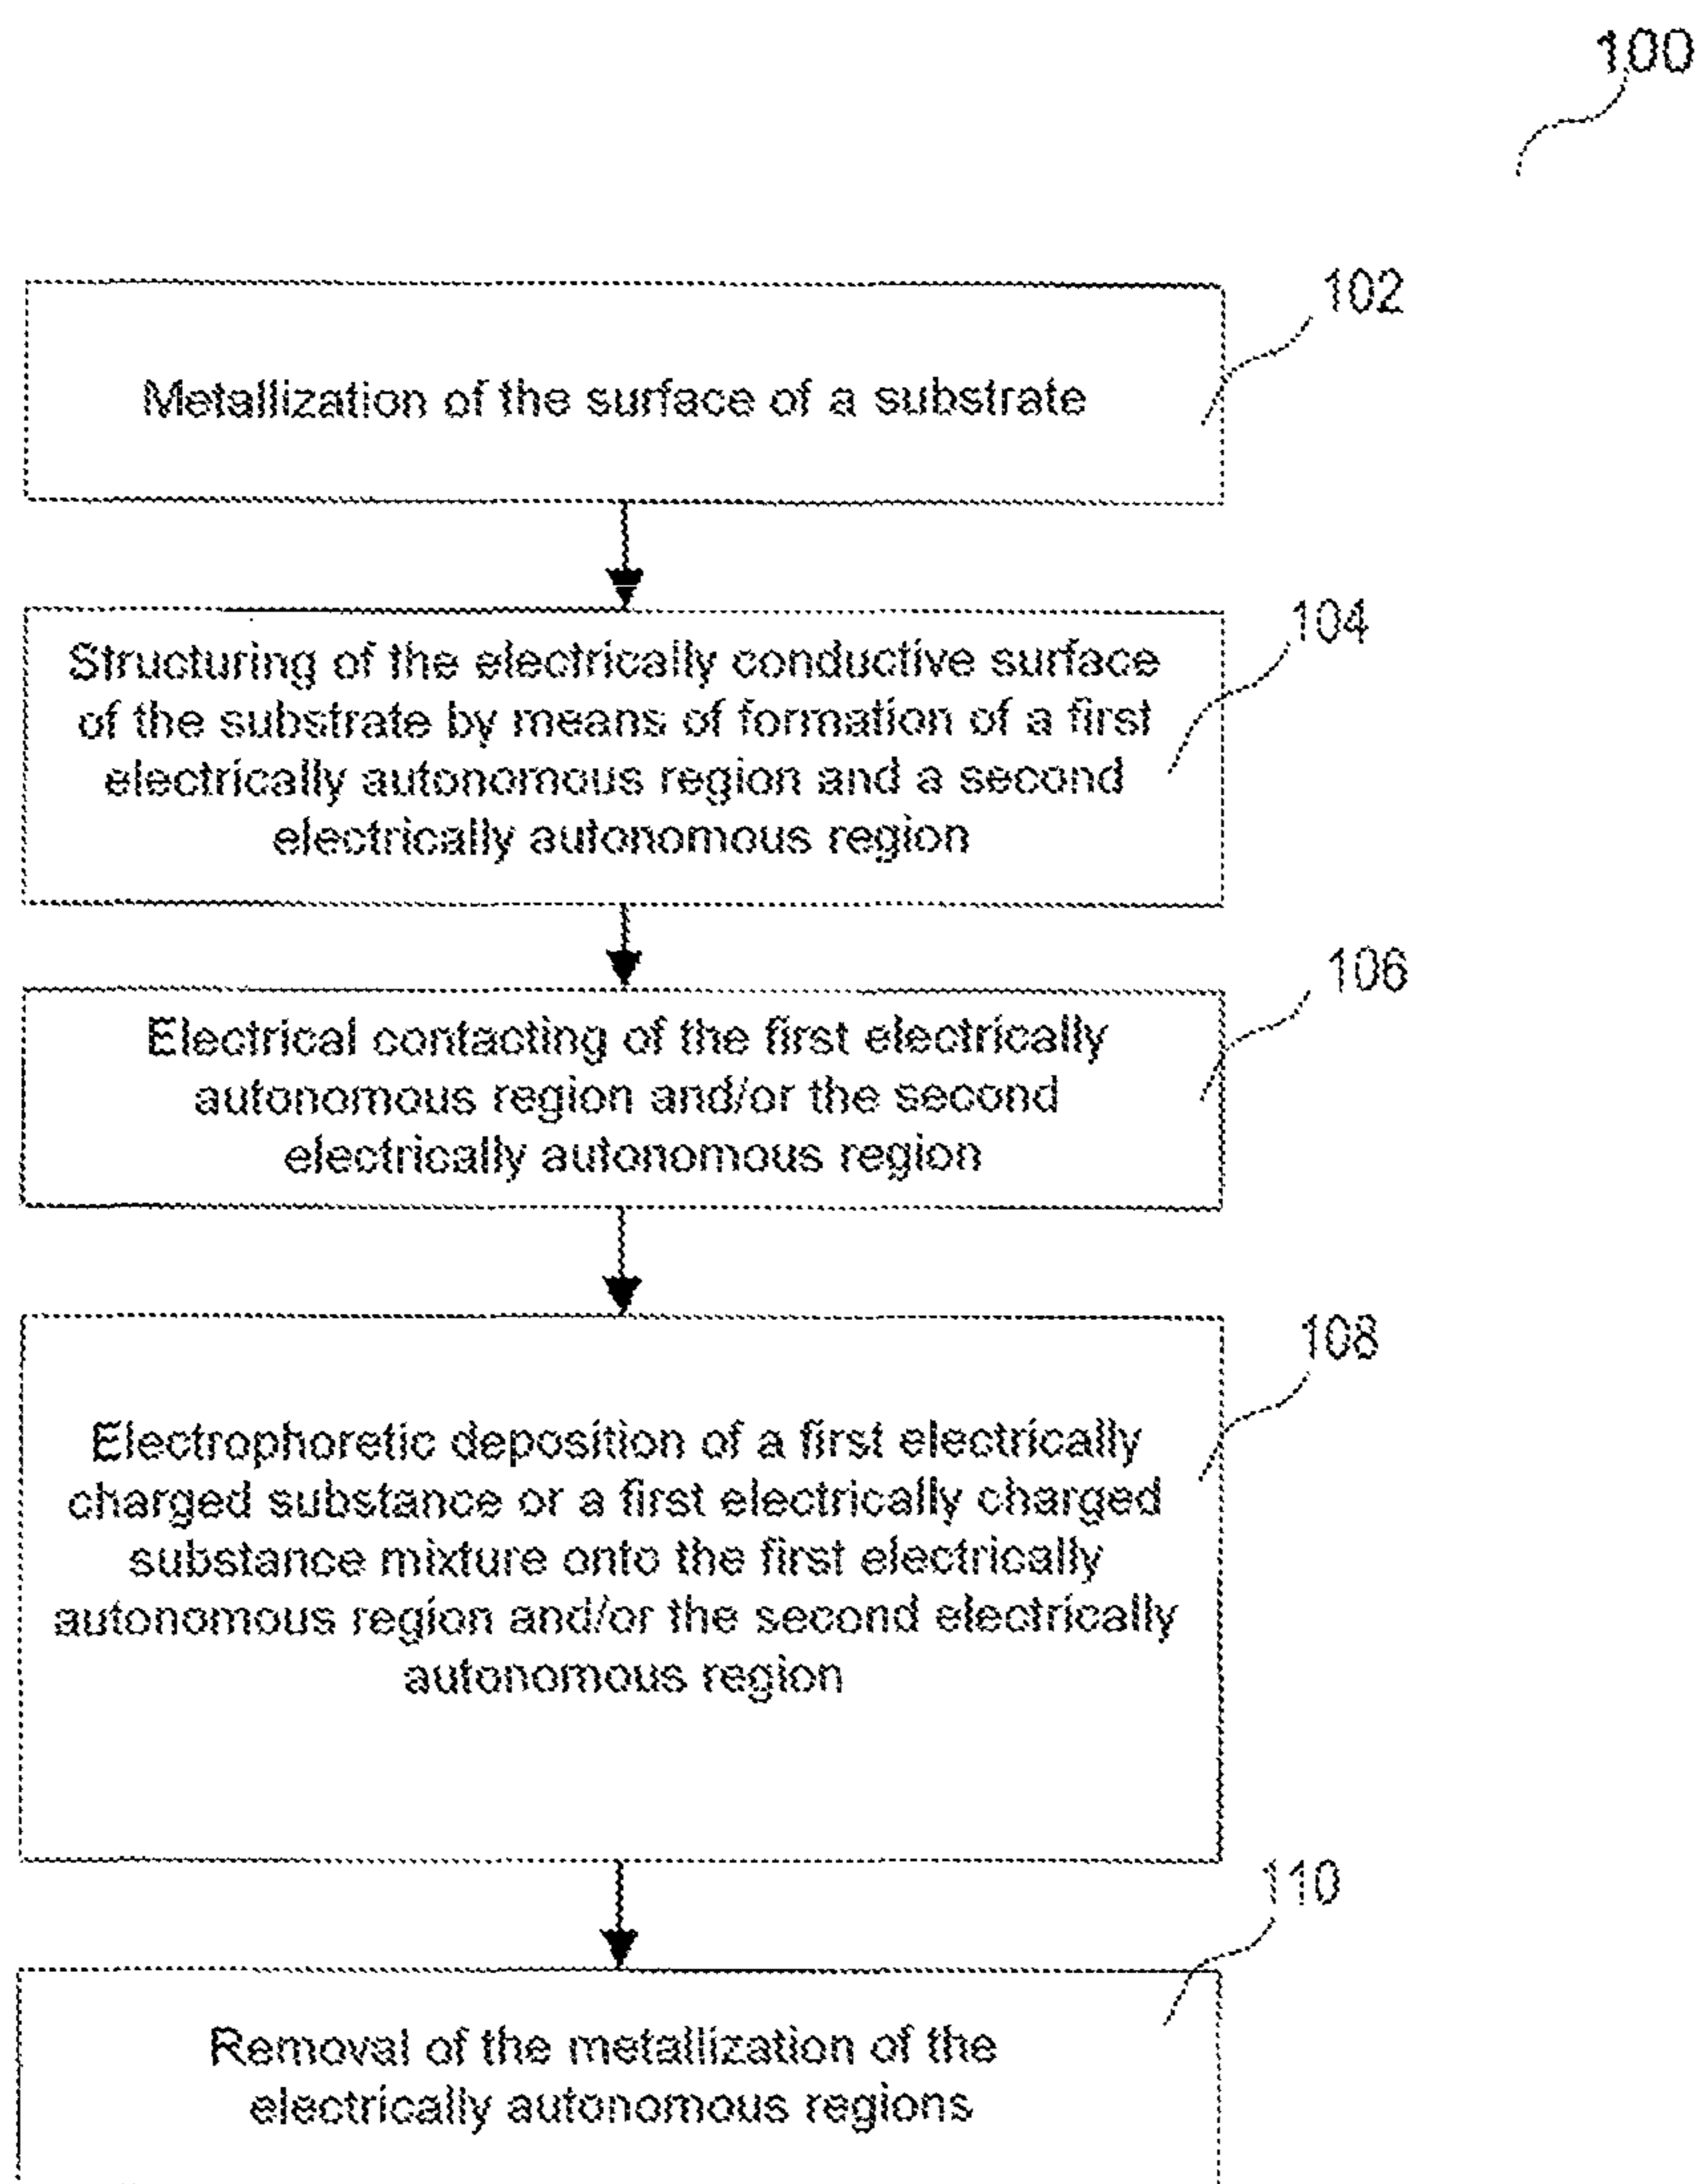 100
102
Metallization of the surface of a substrate
104
Structuring of the electrically conductive surface
of the substrate by means of formation of a first
electrically autonomous region and a second
electrically autonomous region
106
Electrical contacting of the first electrically
autonomous region and/or the second
electrically autonomous region
108
Electrophoretic deposition of a first electrically
charged substance or a first electrically charged
substance mixture onto the first electrically
autonomous region and/or the second electrically
autonomous region
110
Removal of the metallization of the
electrically autonomous regions